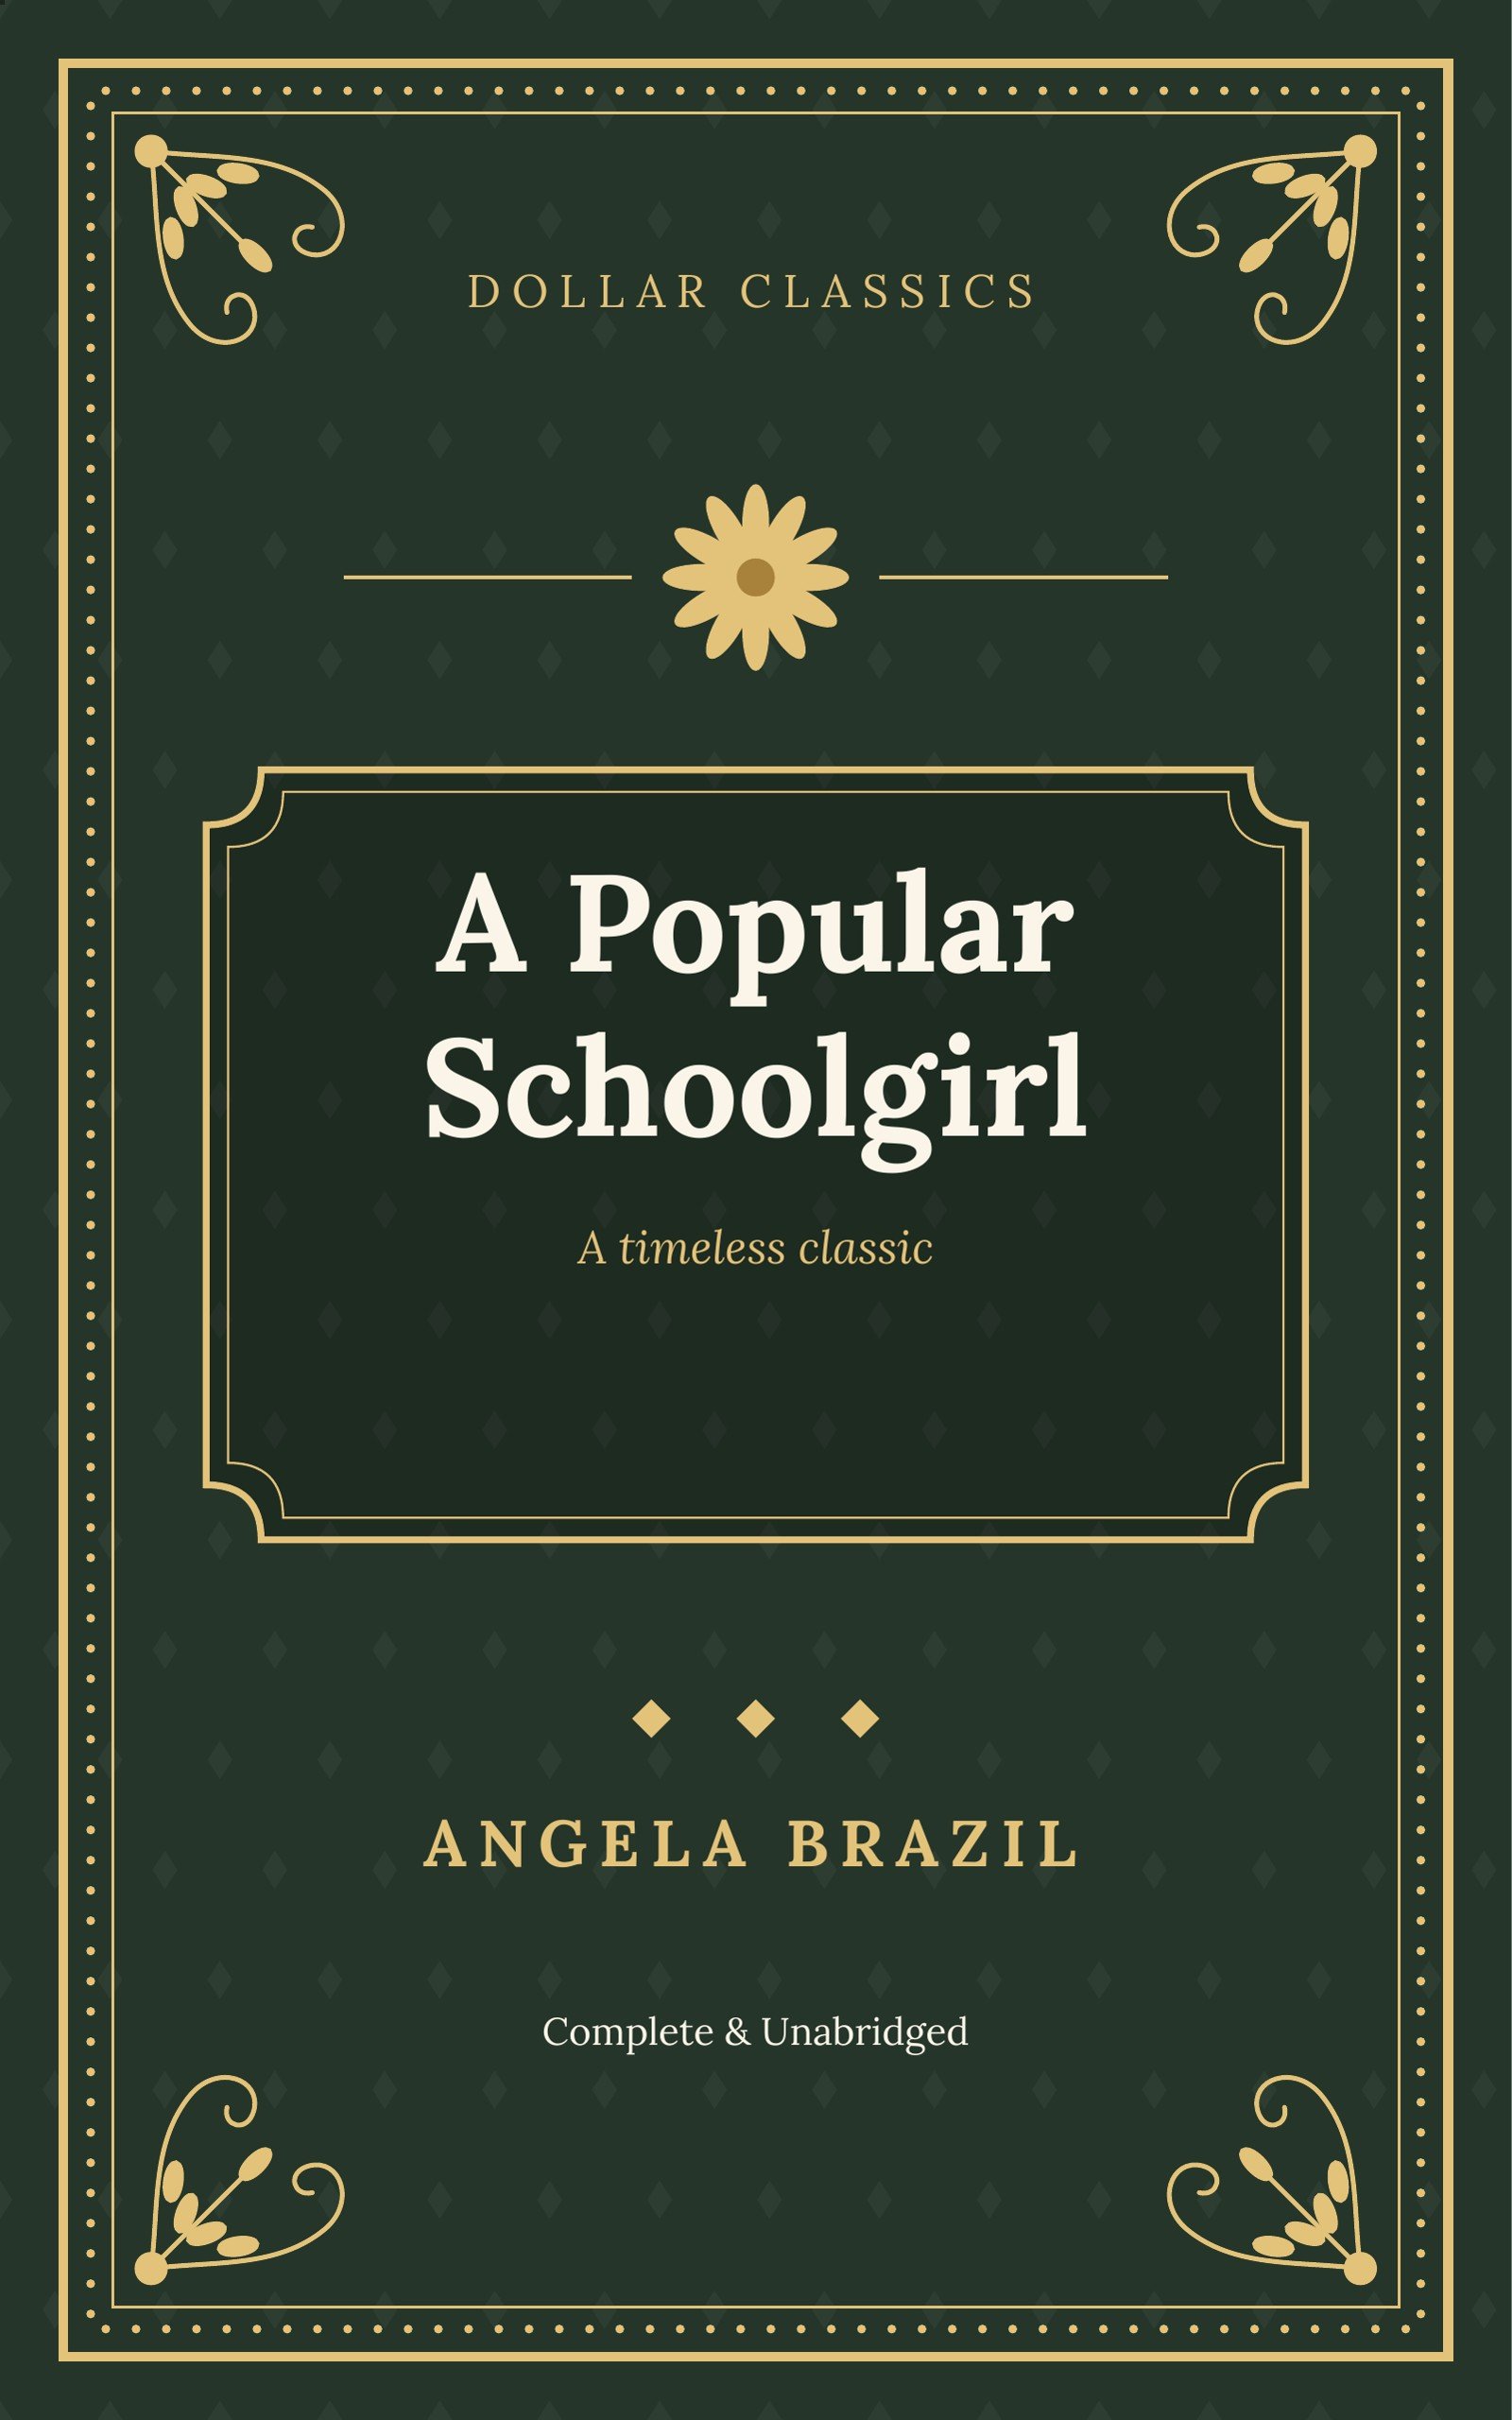 DOLLAR CLASSICS
A Popular
Schoolgirl
A timeless classic
ANGELA BRAZIL
Complete & Unabridged